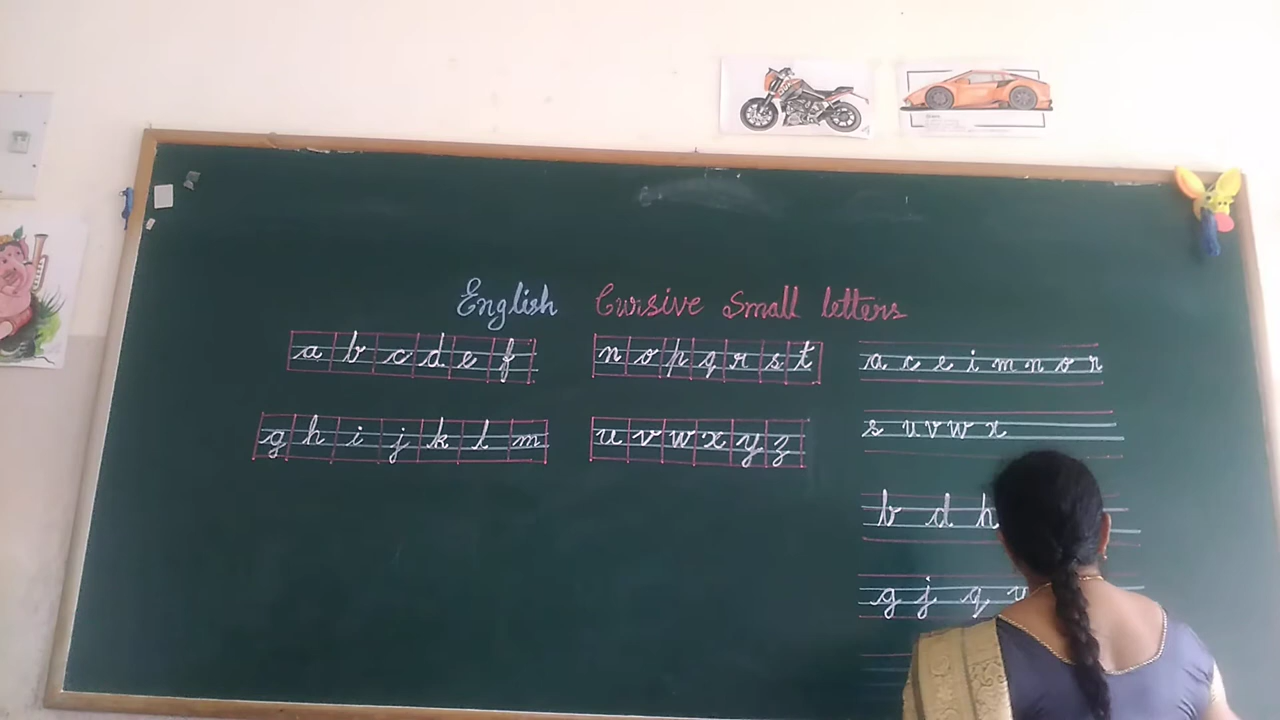 English Cursive Small letters
a b c d e f
g h i j k l m
n o p q r s t
u v w x y z
a c e i m n o r
s u v w x
b d h
g j q